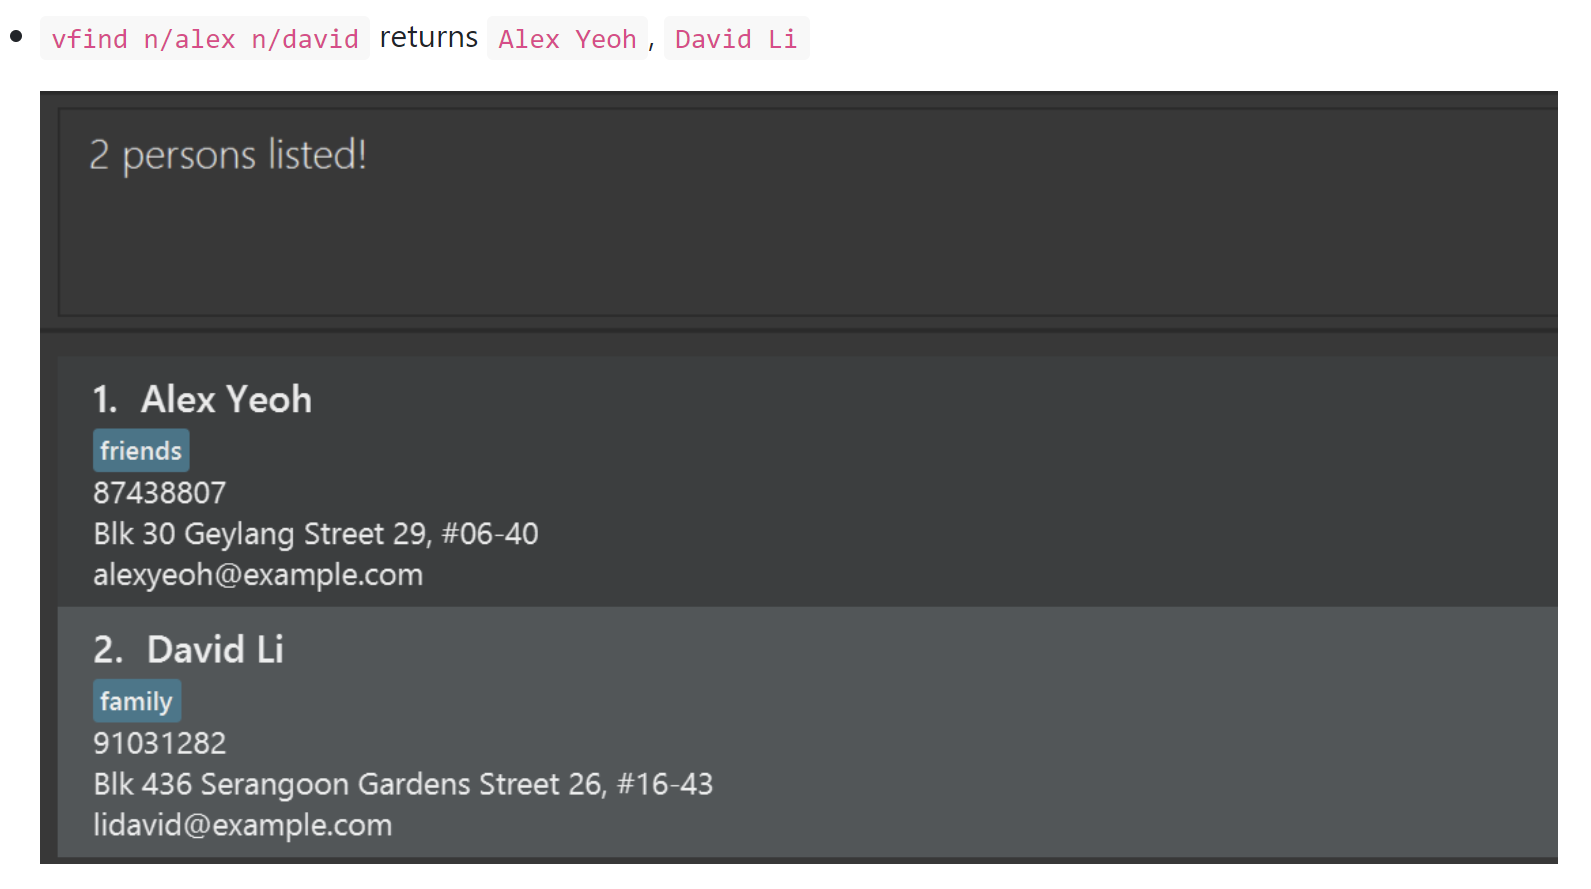 vfind n/alex n/david returns Alex Yeoh, David Li
2 persons listed!
1. Alex Yeoh
friends
87438807
Blk 30 Geylang Street 29, #06-40
alexyeoh@example.com
2. David Li
family
91031282
Blk 436 Serangoon Gardens Street 26, #16-43
lidavid@example.com